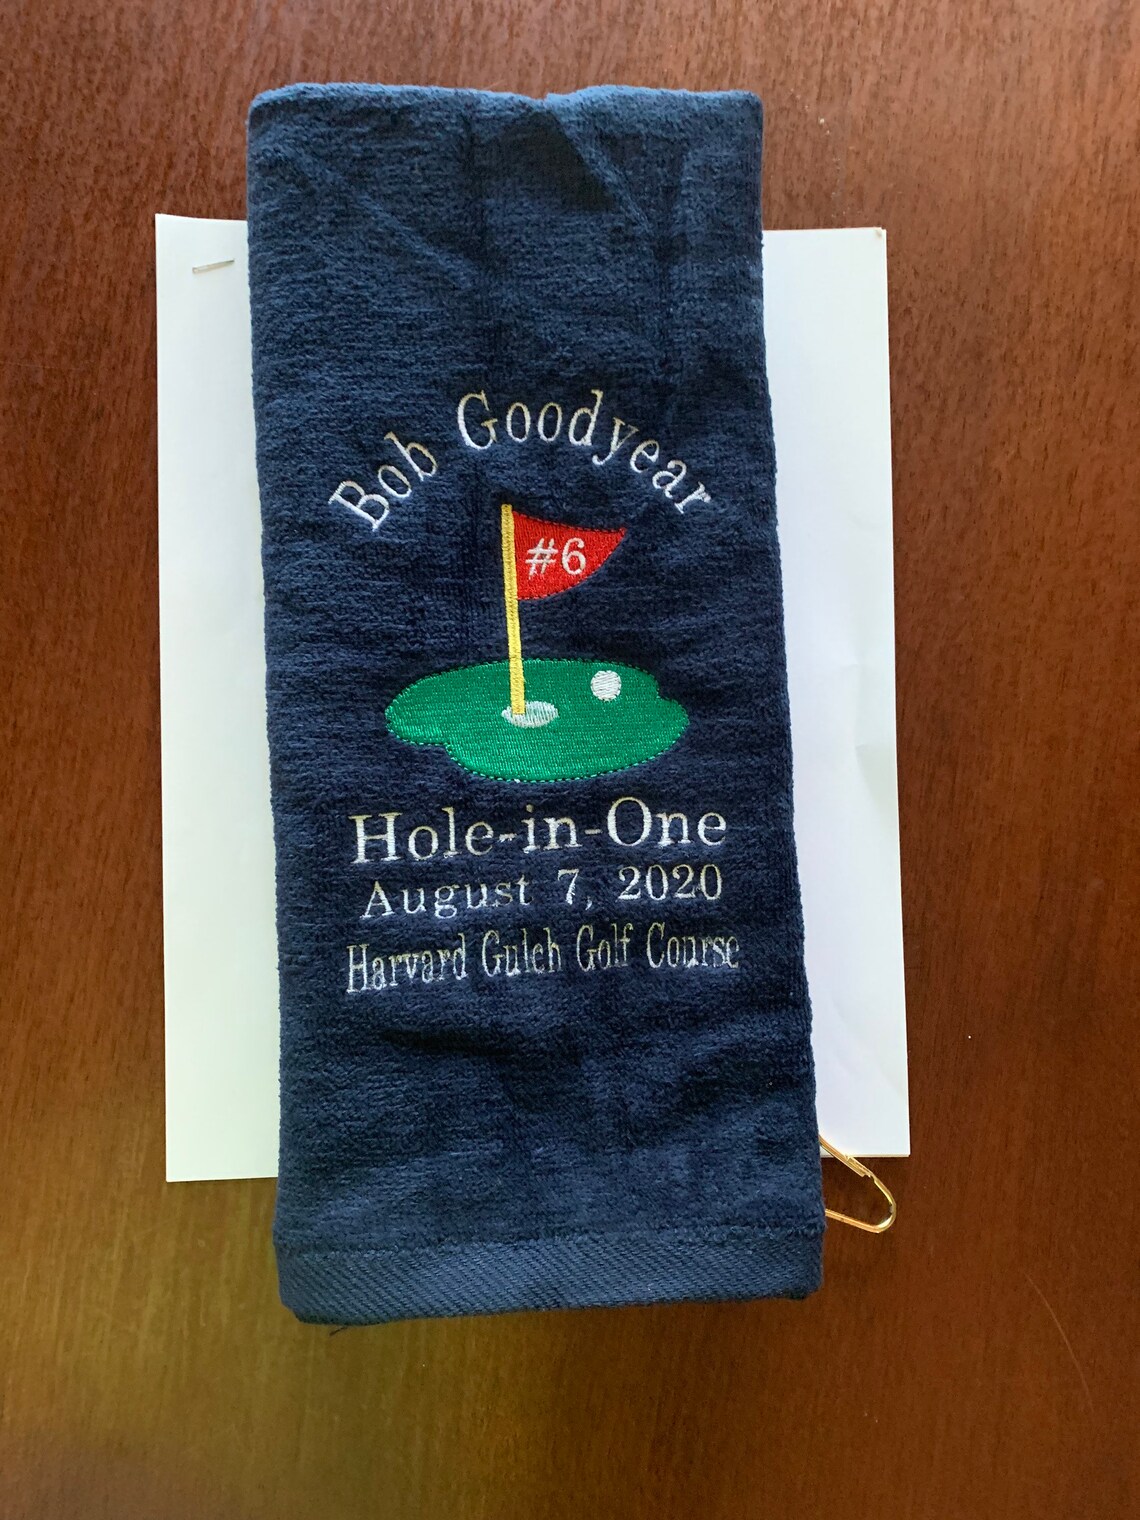 Bob Goodyear
#6
Hole-in-One
August 7, 2020
Harvard Gulch Golf Course